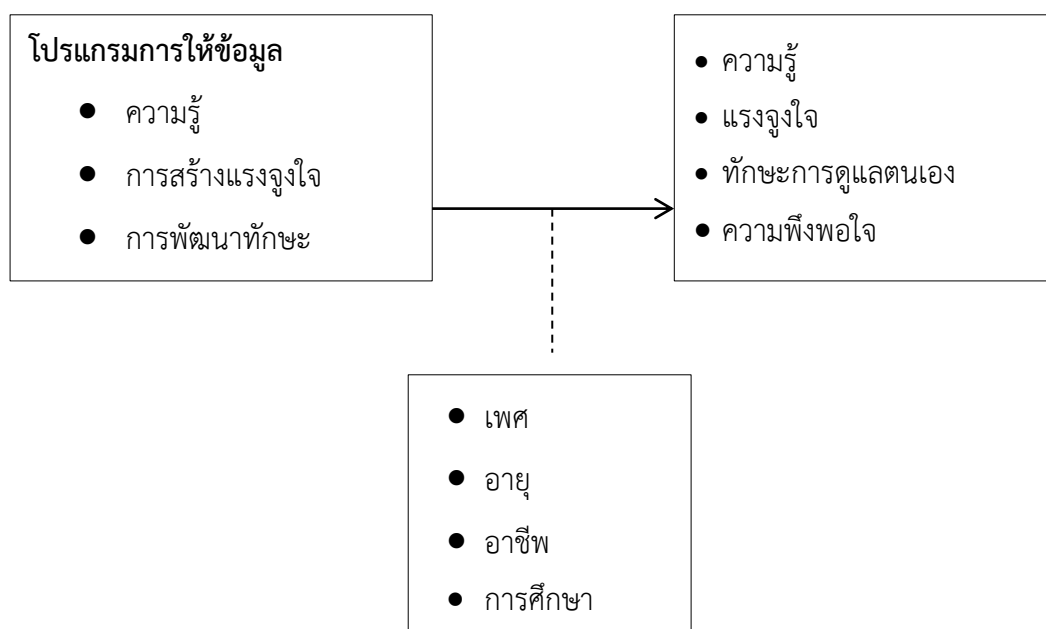 โปรแกรมการให้ข้อมูล
● ความรู้
● การสร้างแรงจูงใจ
● การพัฒนาทักษะ
● ความรู้
● แรงจูงใจ
● ทักษะการดูแลตนเอง
● ความพึงพอใจ
● เพศ
● อายุ
● อาชีพ
● การศึกษา